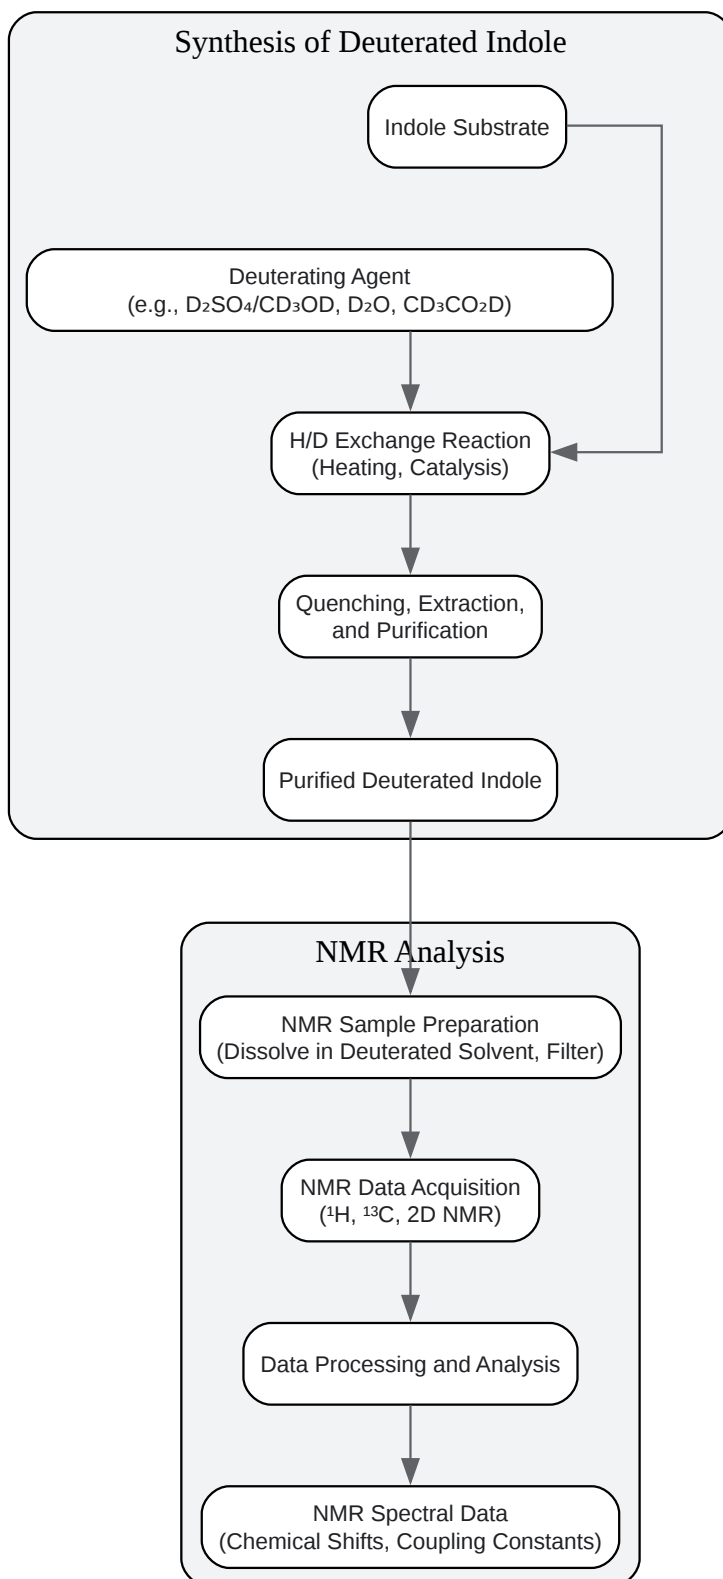 Synthesis of Deuterated Indole
Indole Substrate
Deuterating Agent
(e.g., D₂SO₄/CD₃OD, D₂O, CD₃CO₂D)
H/D Exchange Reaction
(Heating, Catalysis)
Quenching, Extraction,
and Purification
Purified Deuterated Indole
NMR Analysis
NMR Sample Preparation
(Dissolve in Deuterated Solvent, Filter)
NMR Data Acquisition
(¹H, ¹³C, 2D NMR)
Data Processing and Analysis
NMR Spectral Data
(Chemical Shifts, Coupling Constants)